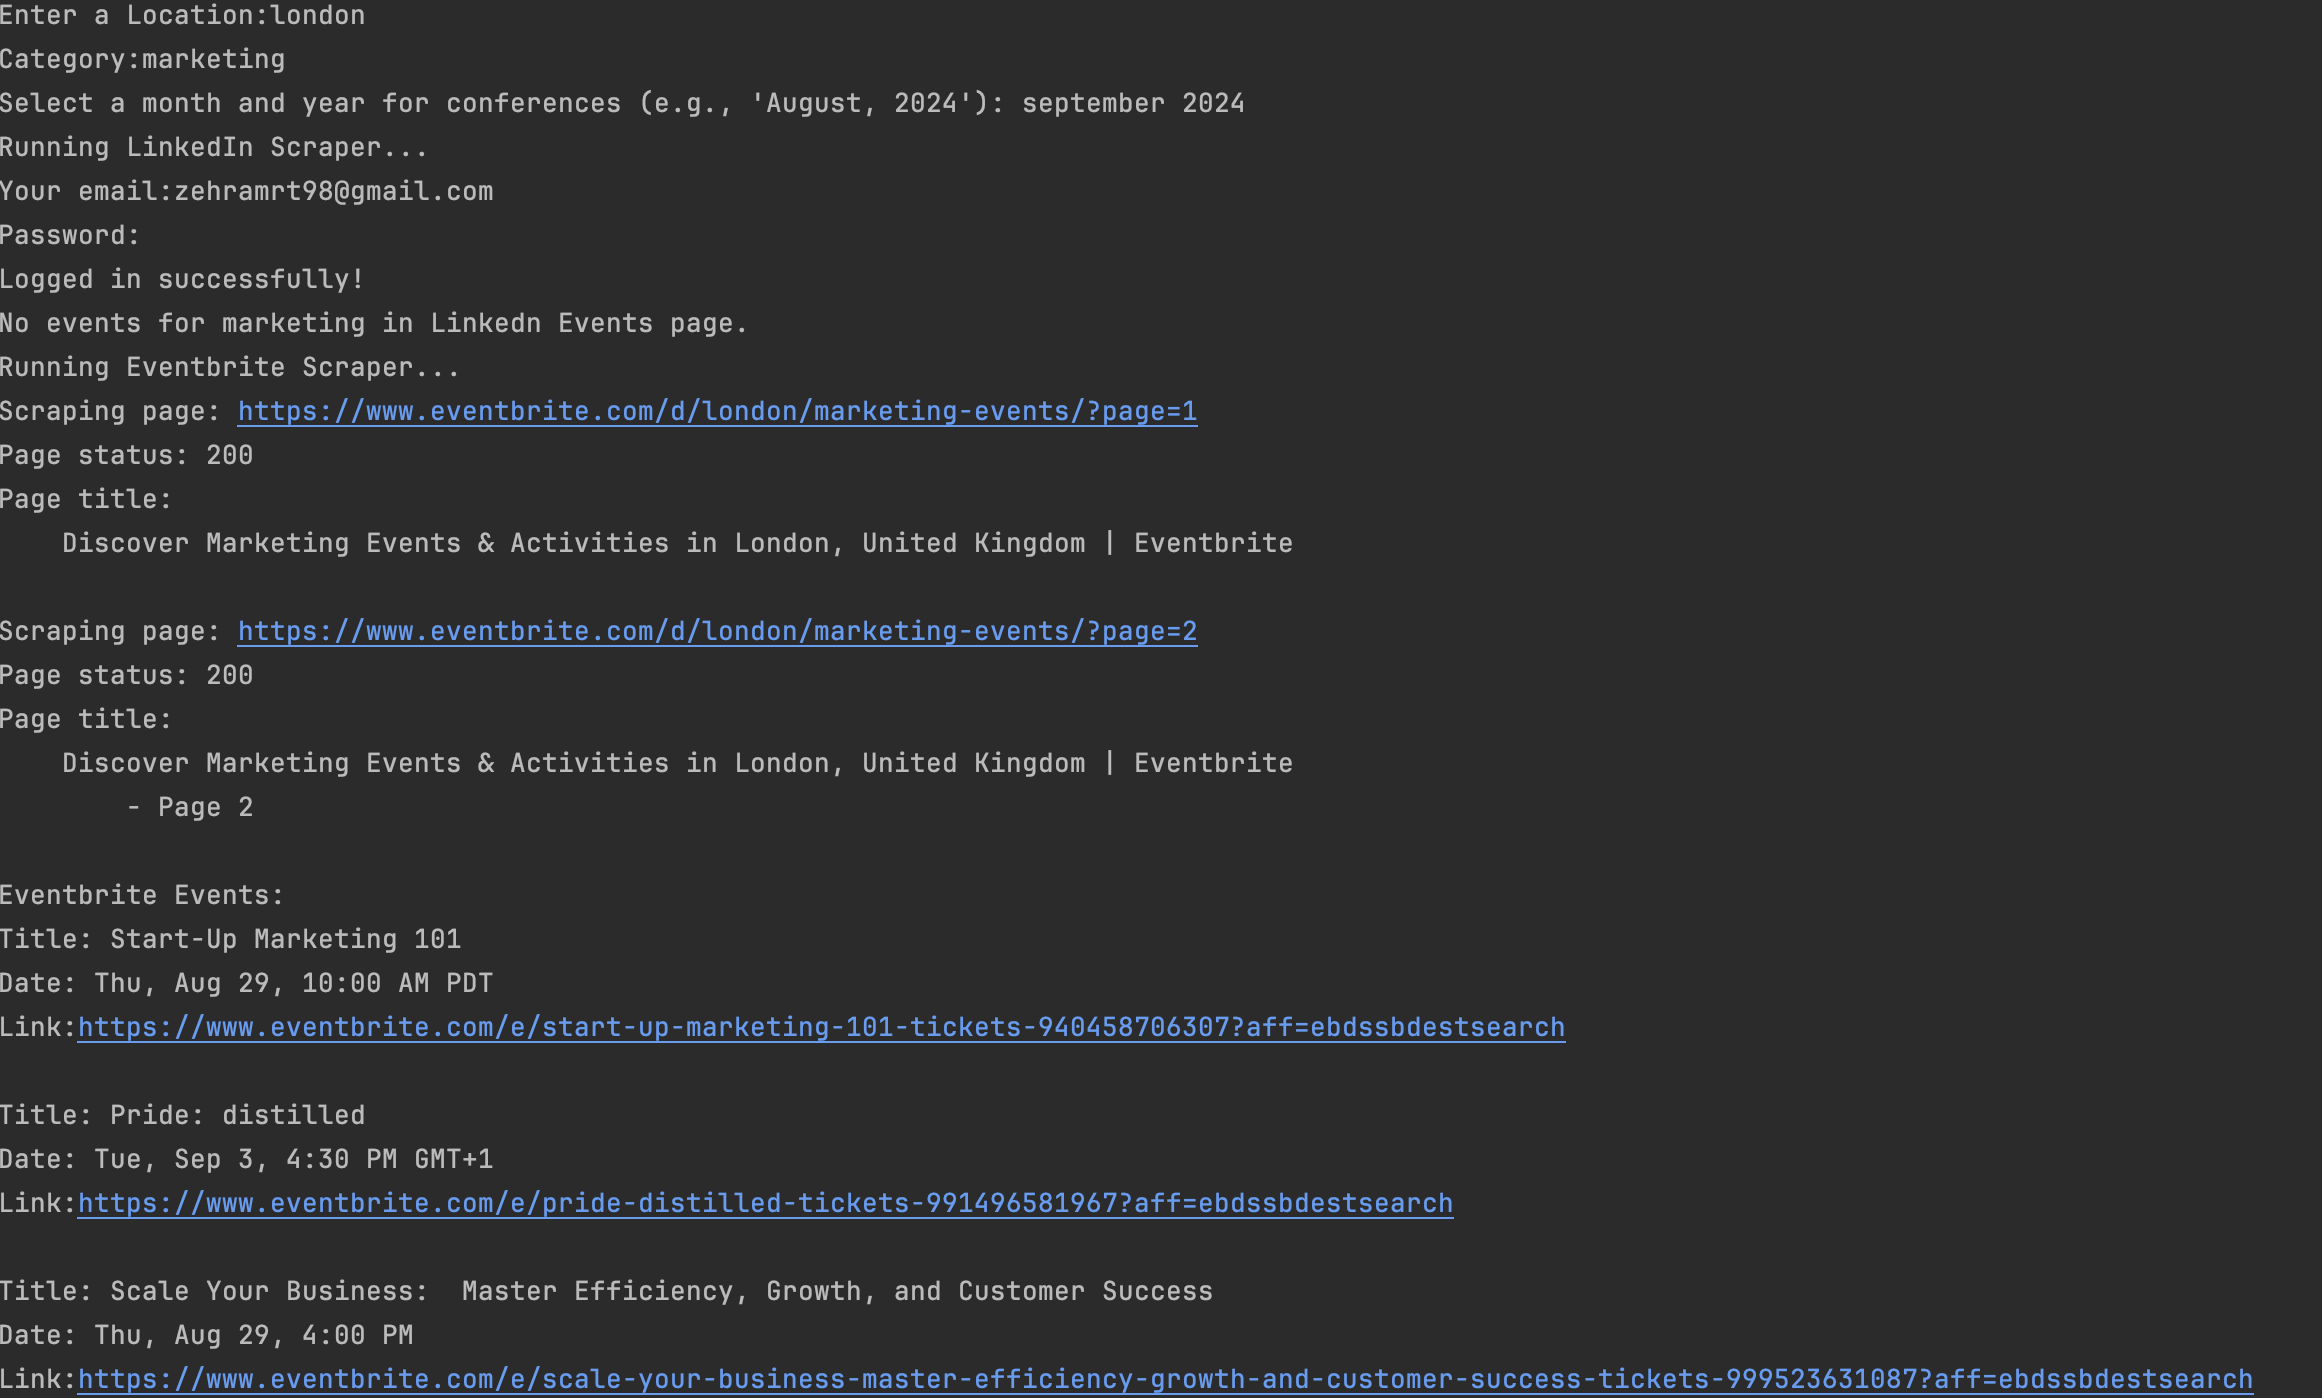 Enter a Location:london
Category:marketing
Select a month and year for conferences (e.g., 'August, 2024'): september 2024
Running LinkedIn Scraper...
Your email:zehramrt98@gmail.com
Password:
Logged in successfully!
No events for marketing in Linkedn Events page.
Running Eventbrite Scraper...
Scraping page: https://www.eventbrite.com/d/london/marketing-events/?page=1
Page status: 200
Page title:
Discover Marketing Events & Activities in London, United Kingdom | Eventbrite
Scraping page: https://www.eventbrite.com/d/london/marketing-events/?page=2
Page status: 200
Page title:
Discover Marketing Events & Activities in London, United Kingdom | Eventbrite
- Page 2
Eventbrite Events:
Title: Start-Up Marketing 101
Date: Thu, Aug 29, 10:00 AM PDT
Link:https://www.eventbrite.com/e/start-up-marketing-101-tickets-940458706307?aff=ebdssbdestsearch
Title: Pride: distilled
Date: Tue, Sep 3, 4:30 PM GMT+1
Link:https://www.eventbrite.com/e/pride-distilled-tickets-991496581967?aff=ebdssbdestsearch
Title: Scale Your Business:  Master Efficiency, Growth, and Customer Success
Date: Thu, Aug 29, 4:00 PM
Link:https://www.eventbrite.com/e/scale-your-business-master-efficiency-growth-and-customer-success-tickets-999523631087?aff=ebdssbdestsearch